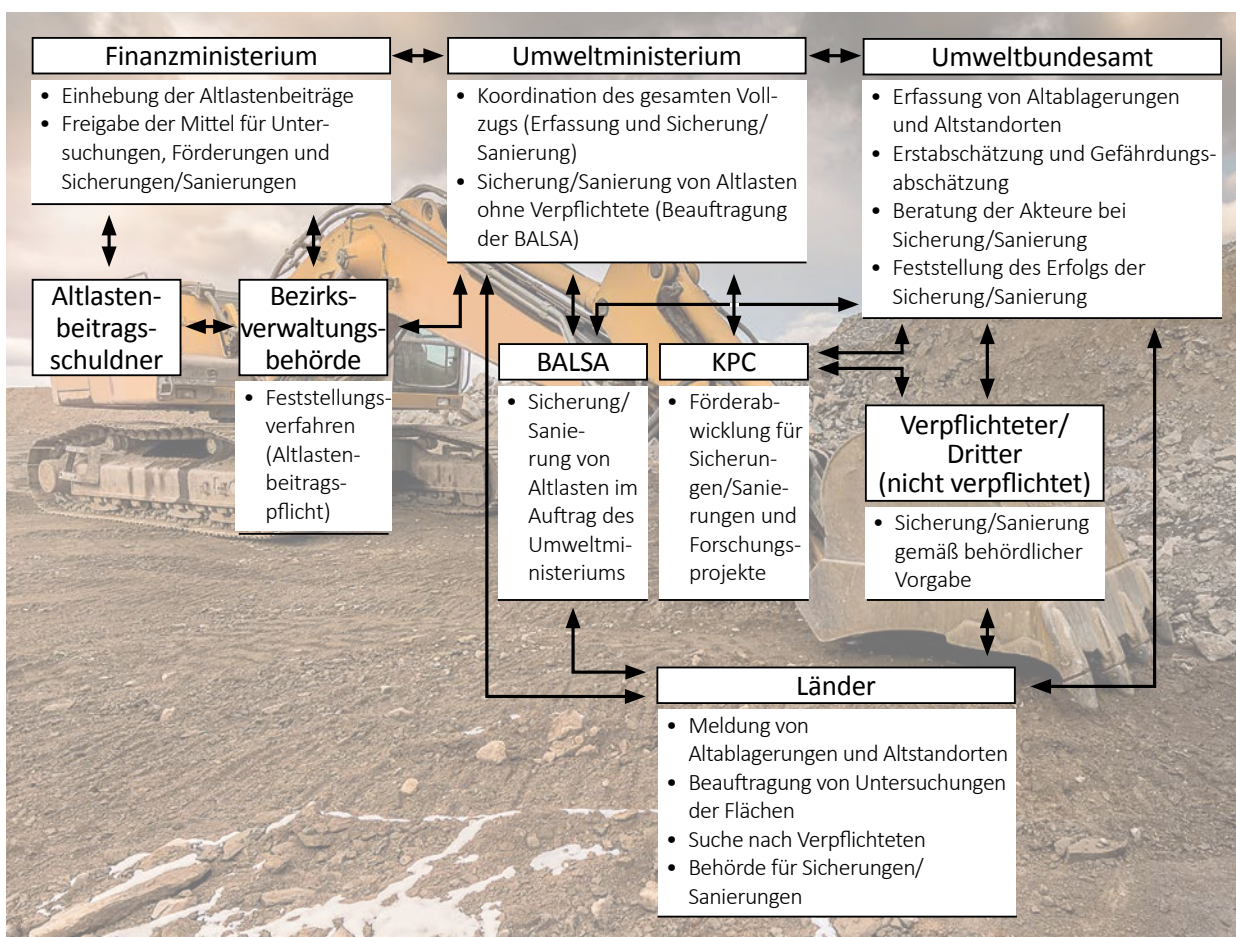 Finanzministerium
• Einhebung der Altlastenbeiträge
• Freigabe der Mittel für Unter-
suchungen, Förderungen und
Sicherungen/Sanierungen
Umweltministerium
• Koordination des gesamten Voll-
zugs (Erfassung und Sicherung/
Sanierung)
• Sicherung/Sanierung von Altlasten
ohne Verpflichtete (Beauftragung
der BALSA)
Umweltbundesamt
• Erfassung von Altablagerungen
und Altstandorten
• Erstabschätzung und Gefährdungs-
abschätzung
• Beratung der Akteure bei
Sicherung/Sanierung
• Feststellung des Erfolgs der
Sicherung/Sanierung
Altlasten-
beitrags-
schuldner
Bezirks-
verwaltungs-
behörde
• Feststellungs-
verfahren
(Altlasten-
beitrags-
pflicht)
BALSA
• Sicherung/
Sanie-
rung von
Altlasten im
Auftrag des
Umweltmi-
nisteriums
KPC
• Förderab-
wicklung für
Sicherun-
gen/Sanie-
rungen und
Forschungs-
projekte
Verpflichteter/
Dritter
(nicht verpflichtet)
• Sicherung/Sanierung
gemäß behördlicher
Vorgabe
Länder
• Meldung von
Altablagerungen und Altstandorten
• Beauftragung von Untersuchungen
der Flächen
• Suche nach Verpflichteten
• Behörde für Sicherungen/
Sanierungen